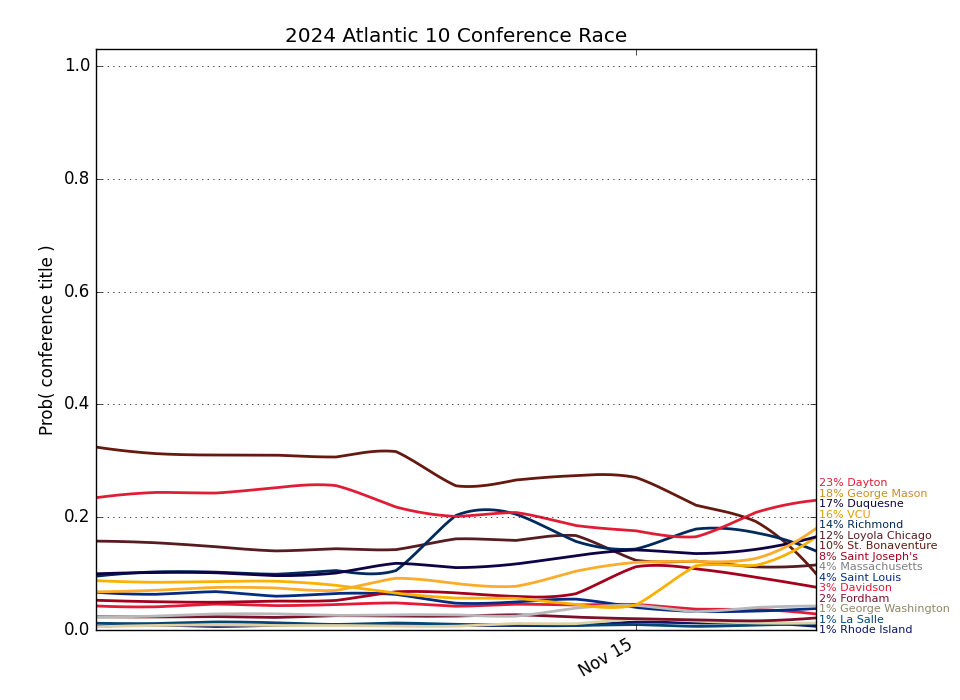 2024 Atlantic 10 Conference Race
Prob( conference title )
1.0
0.8
0.6
0.4
0.2
0.0
Nov 15
23% Dayton
18% George Mason
17% Duquesne
16% VCU
14% Richmond
12% Loyola Chicago
10% St. Bonaventure
8% Saint Joseph's
4% Massachusetts
4% Saint Louis
3% Davidson
2% Fordham
1% George Washington
1% La Salle
1% Rhode Island